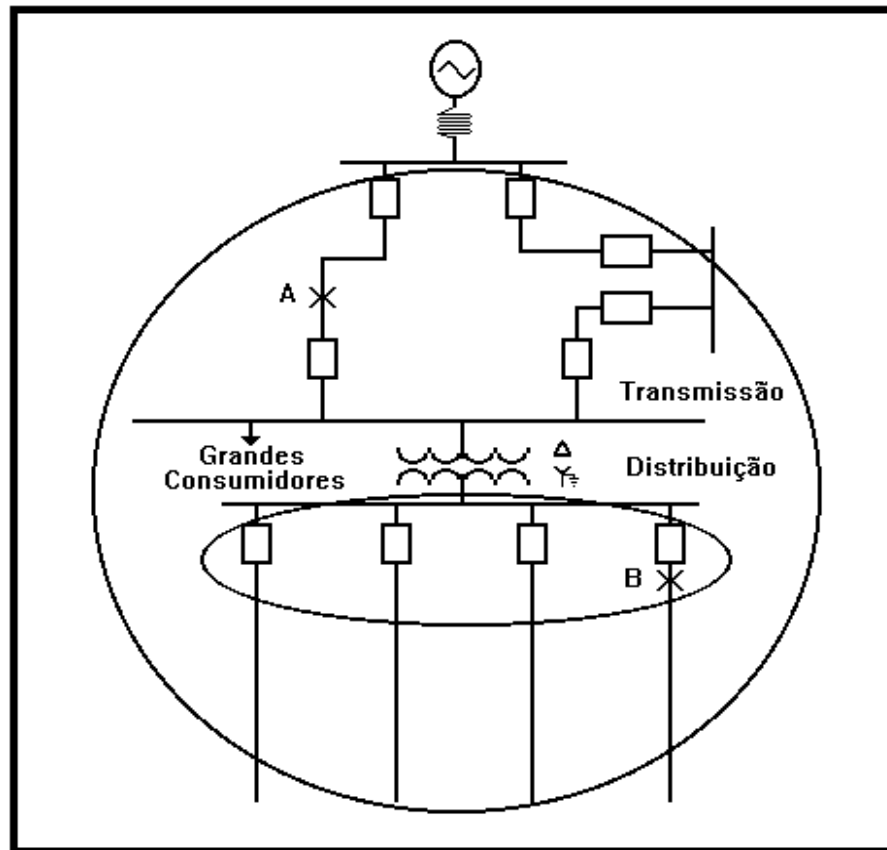 A
Transmissão
Grandes
Consumidores
Δ
Distribuição
B